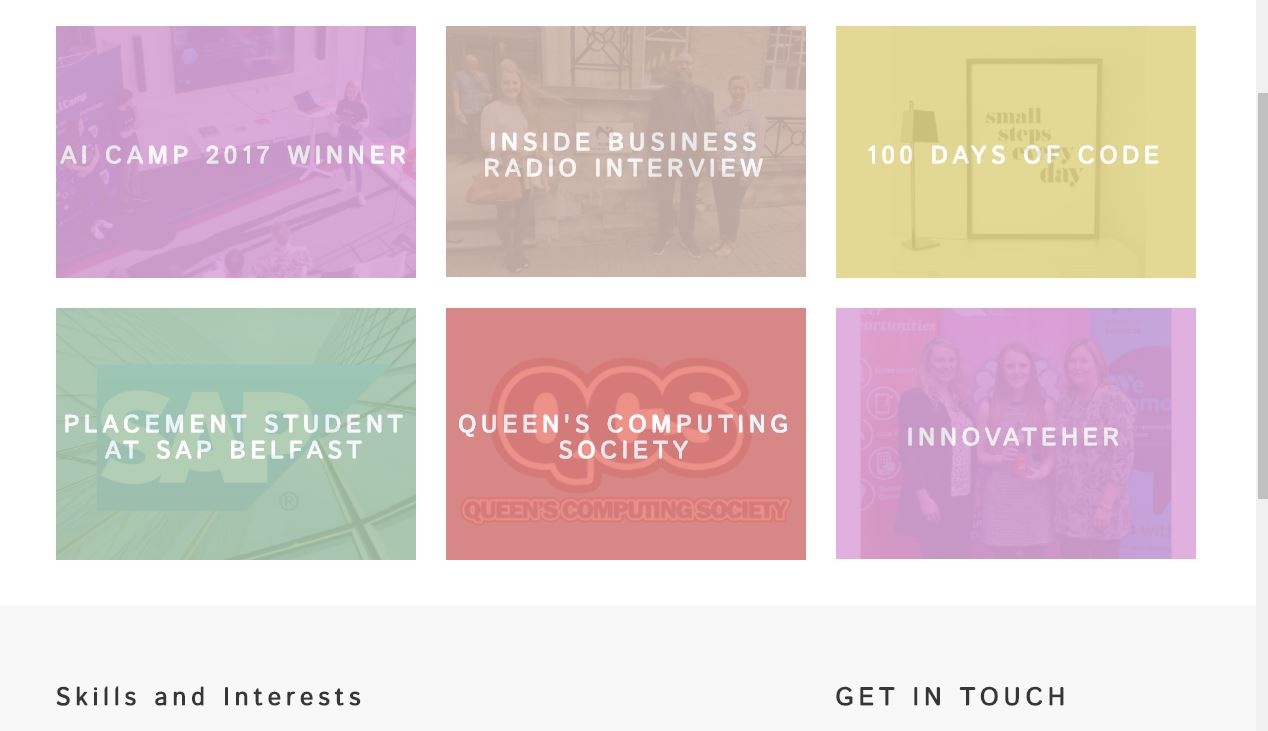 AI CAMP 2017 WINNER
INSIDE BUSINESS
RADIO INTERVIEW
small
steps
every
day
100 DAYS OF CODE
SAP
®
PLACEMENT STUDENT
AT SAP BELFAST
QCS
QUEEN'S COMPUTING
SOCIETY
QUEEN'S COMPUTING SOCIETY
INNOVATEHER
Skills and Interests
GET IN TOUCH